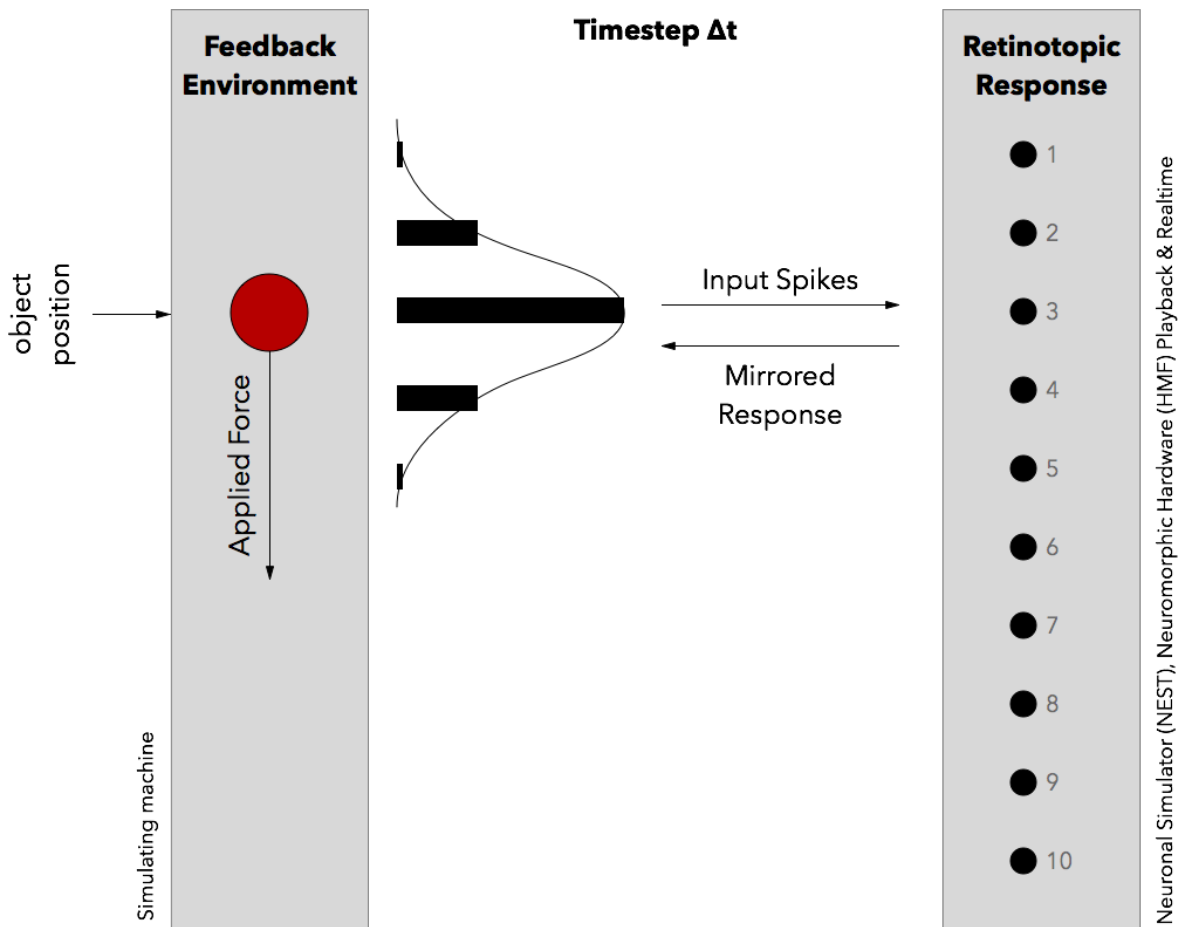 Feedback
Environment
Timestep Δt
Retinotopic
Response
object
position
Applied Force
Simulating machine
Input Spikes
Mirrored
Response
1
2
3
4
5
6
7
8
9
10
Neuronal Simulator (NEST), Neuromorphic Hardware (HMF) Playback & Realtime